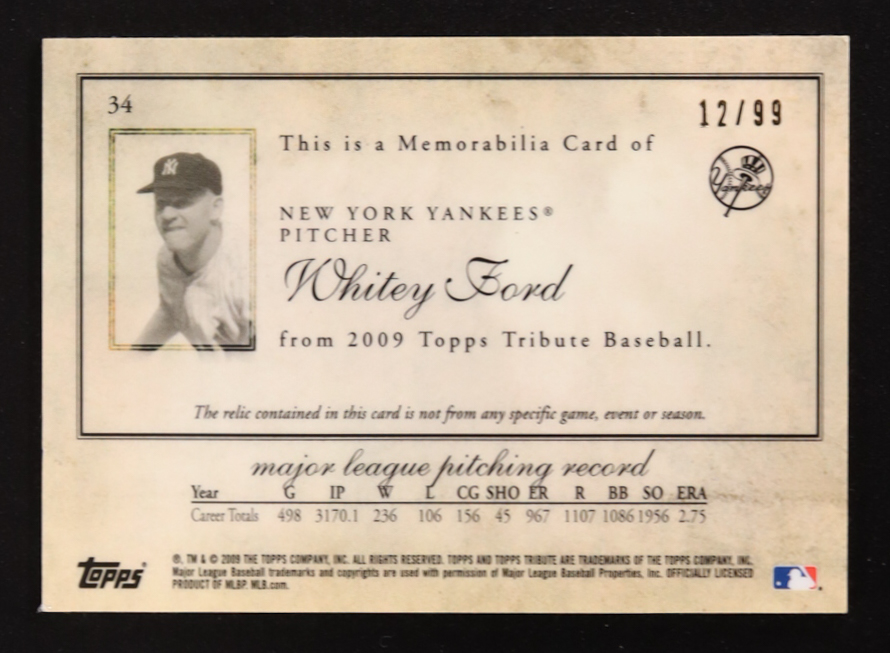 34
12/99
This is a Memorabilia Card of
NY
Yankees
NEW YORK YANKEES®
PITCHER
Whitey Ford
from 2009 Topps Tribute Baseball.
The relic contained in this card is not from any specific game, event or season.
major league pitching record
Year G IP W L CG SHO ER R BB SO ERA
Career Totals 498 3170.1 236 106 156 45 967 1107 1086 1956 2.75
topps
®, TM & © 2009 THE TOPPS COMPANY, INC. ALL RIGHTS RESERVED. TOPPS AND TOPPS TRIBUTE ARE TRADEMARKS OF THE TOPPS COMPANY, INC.
Major League Baseball trademarks and copyrights are used with permission of Major League Baseball Properties, Inc. OFFICIALLY LICENSED
PRODUCT OF MLBP. MLB.com.